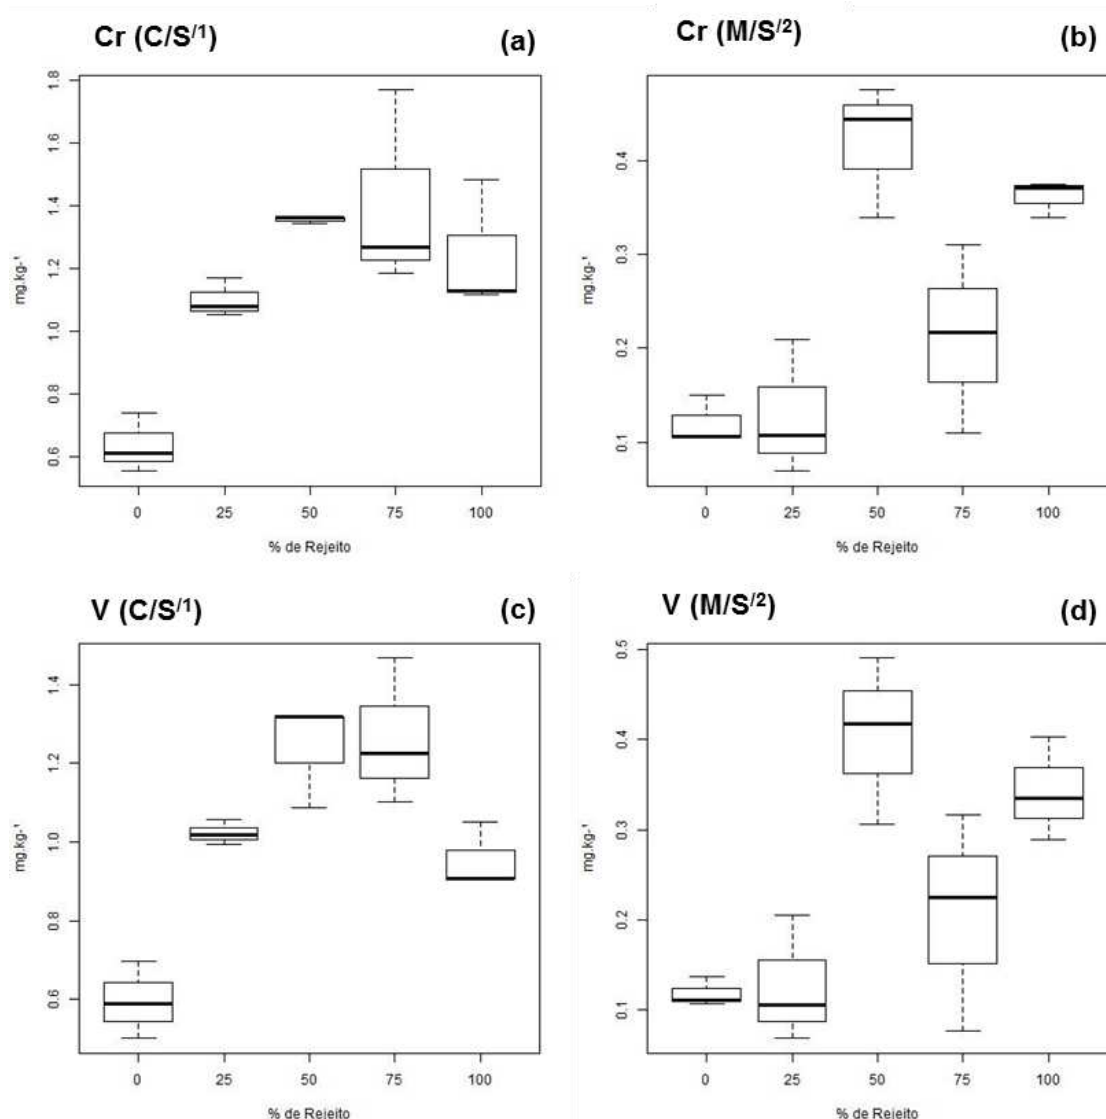 Cr (C/S/1) (a)
1.8
1.6
1.4
1.2
1.0
0.8
0.6
mg.kg-¹
0 25 50 75 100
% de Rejeito
Cr (M/S/2) (b)
0.4
0.3
0.2
0.1
mg.kg-¹
0 25 50 75 100
% de Rejeito
V (C/S/1) (c)
1.4
1.2
1.0
0.8
0.6
mg.kg-¹
0 25 50 75 100
% de Rejeito
V (M/S/2) (d)
0.5
0.4
0.3
0.2
0.1
mg.kg-¹
0 25 50 75 100
% de Rejeito